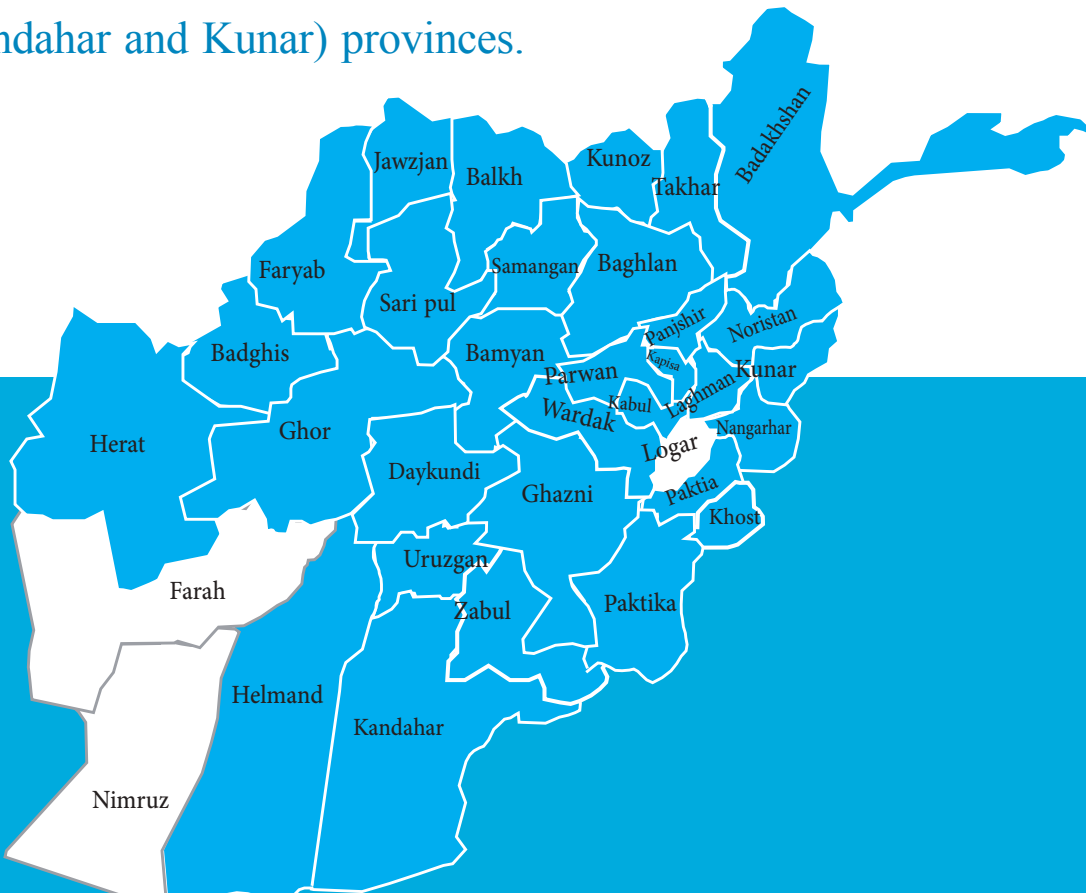 ndahar and Kunar) provinces.
Badakhshan
Jawzjan
Balkh
Kunoz
Takhar
Faryab
Samangan
Baghlan
Sari pul
Panjshir
Noristan
Badghis
Bamyan
Parwan
Kapisa
Laghman
Kunar
Herat
Ghor
Wardak
Kabul
Nangarhar
Logar
Daykundi
Ghazni
Paktia
Khost
Uruzgan
Farah
Zabul
Paktika
Helmand
Kandahar
Nimruz